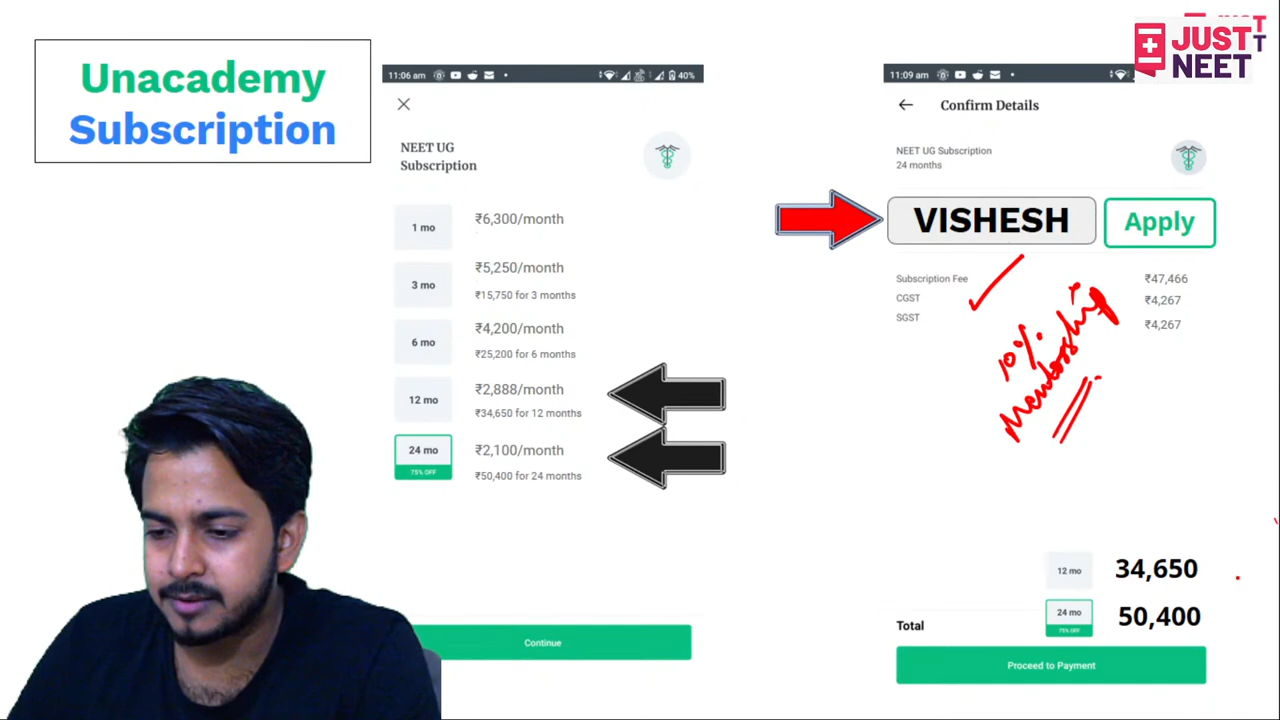 Unacademy
Subscription
11:06 am
40%
NEET UG
Subscription
1 mo
₹6,300/month
3 mo
₹5,250/month
₹15,750 for 3 months
6 mo
₹4,200/month
₹25,200 for 6 months
12 mo
₹2,888/month
₹34,650 for 12 months
24 mo
75% OFF
₹2,100/month
₹50,400 for 24 months
Continue
JUST
NEET
11:09 am
Confirm Details
NEET UG Subscription
24 months
VISHESH
Apply
Subscription Fee ₹47,466
CGST ₹4,267
SGST ₹4,267
10%
Mentorship
12 mo 34,650
Total
24 mo 50,400
75% OFF
Proceed to Payment